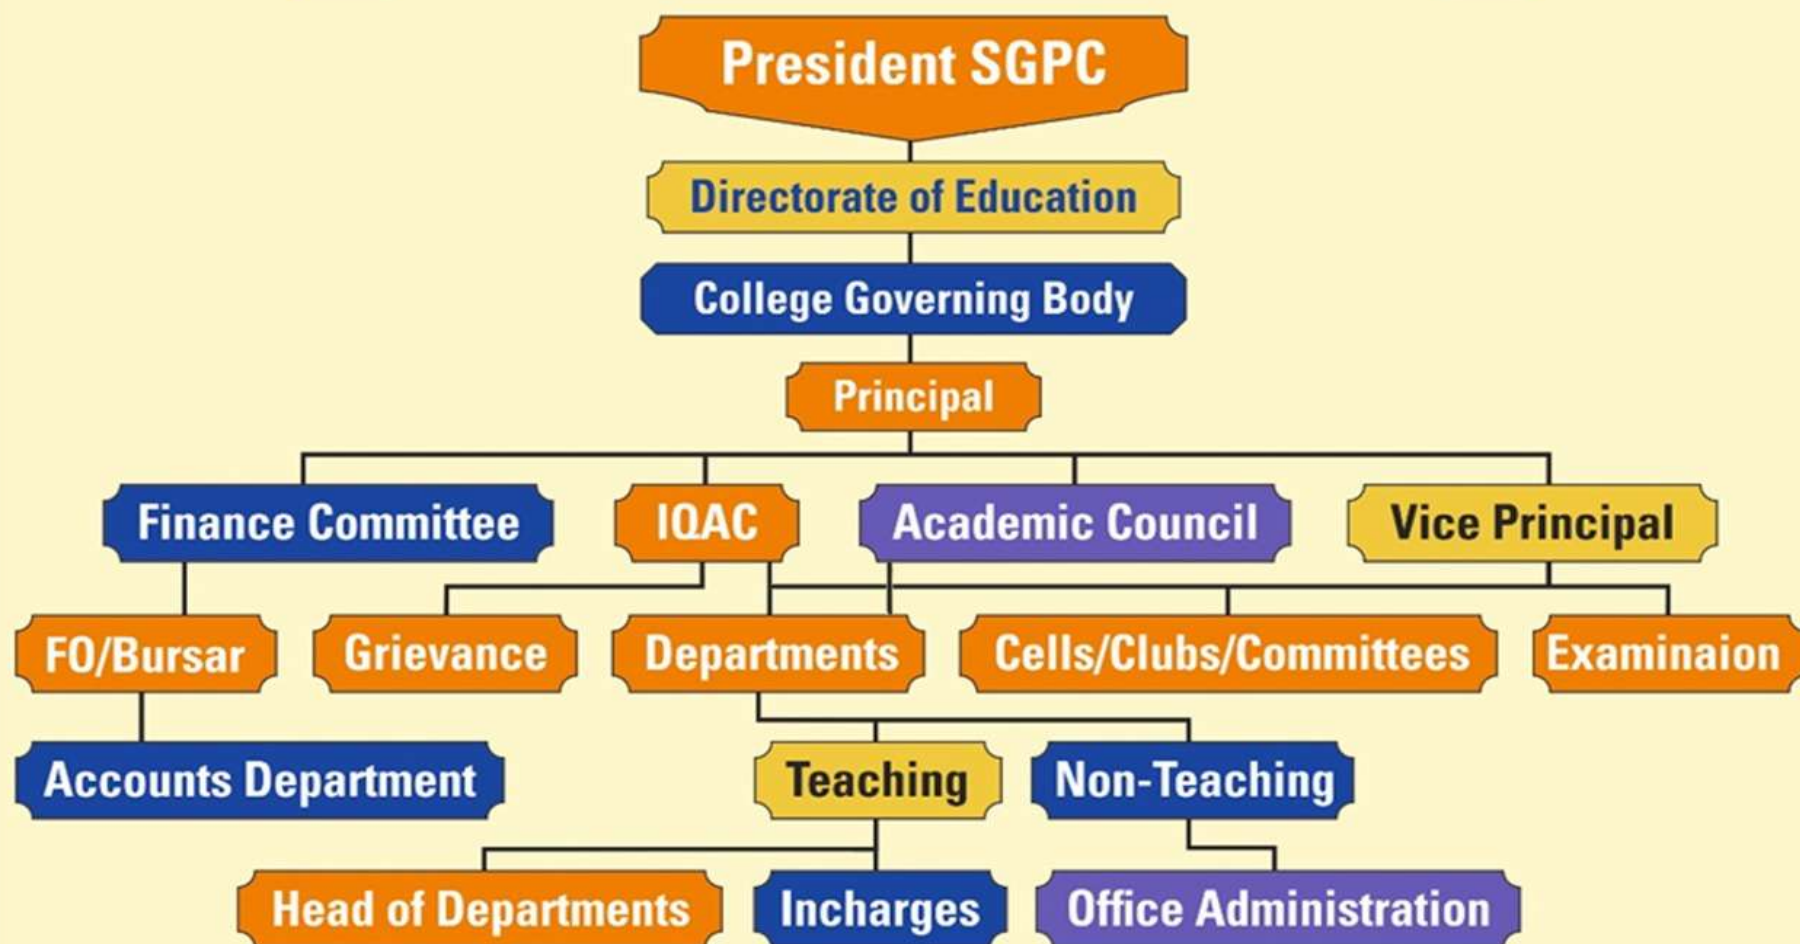 President SGPC
Directorate of Education
College Governing Body
Principal
Finance Committee
IQAC
Academic Council
Vice Principal
FO/Bursar
Grievance
Departments
Cells/Clubs/Committees
Examinaion
Accounts Department
Teaching
Non-Teaching
Head of Departments
Incharges
Office Administration